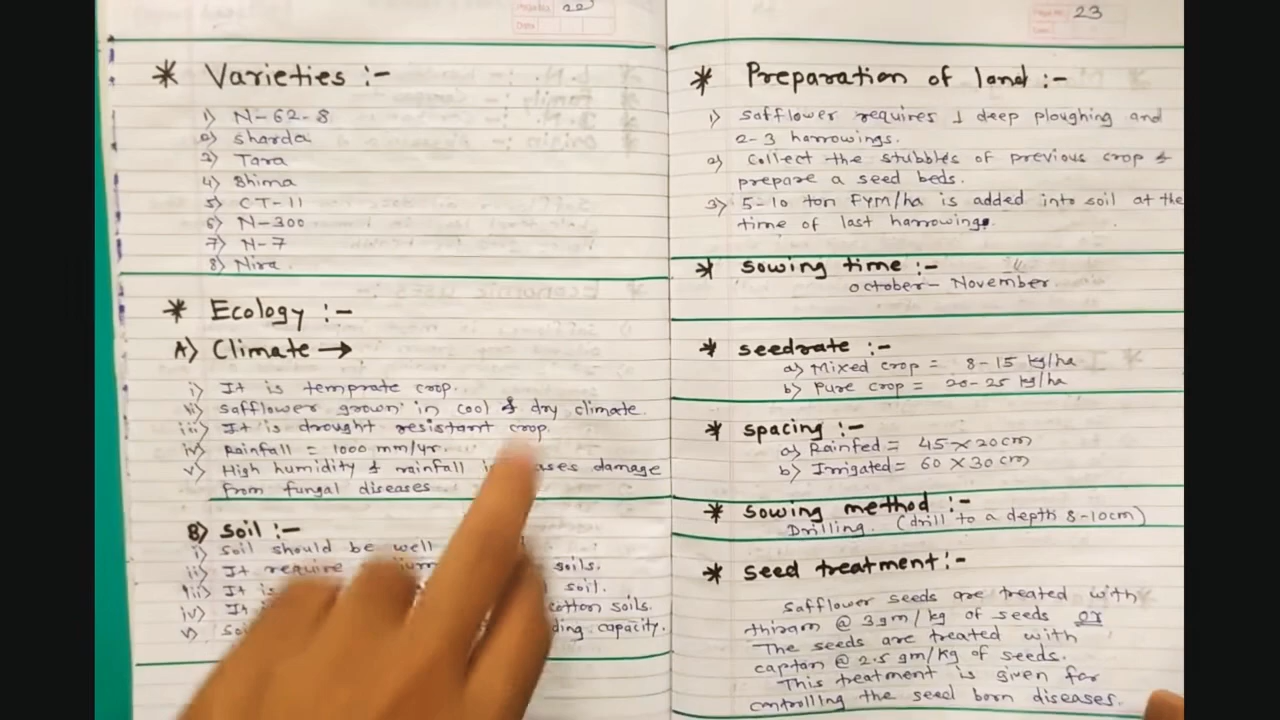 22
* Varieties :-
1) N-62-8
2) Sharda
3) Tara
4) Bhima
5) CT-11
6) N-300
7) N-7
8) Nira
* Ecology :-
A) Climate →
i) It is temprate crop.
ii) Safflower grown in cool & dry climate.
iii) It is drought resistant crop.
iv) Rainfall = 1000 mm/yr.
v) High humidity & rainfall damage
from fungal diseases.
B) Soil :-
i) Soil should be well
ii) It require soils.
iii) It soil.
iv) It cotton soils.
v) capacity.
23
* Preparation of land :-
1) Safflower requires 1 deep ploughing and
2-3 harrowings.
2) Collect the stubbles of previous crop &
prepare a seed beds.
3) 5-10 ton FYM/ha is added into soil at the
time of last harrowing.
* Sowing time :-
October - November
* Seedrate :-
a) Mixed crop = 8-15 kg/ha
b) Pure crop = 20-25 kg/ha
* Spacing :-
a) Rainfed = 45 X 20cm
b) Irrigated = 60 X 30 cm
* Sowing method :-
Drilling. (drill to a depth 8-10cm)
* Seed treatment :-
Safflower seeds are treated with
thiram @ 3gm/kg of seeds or
The seeds are treated with
captan @ 2.5 gm/kg of seeds.
This treatment is given for
controlling the seed born diseases.